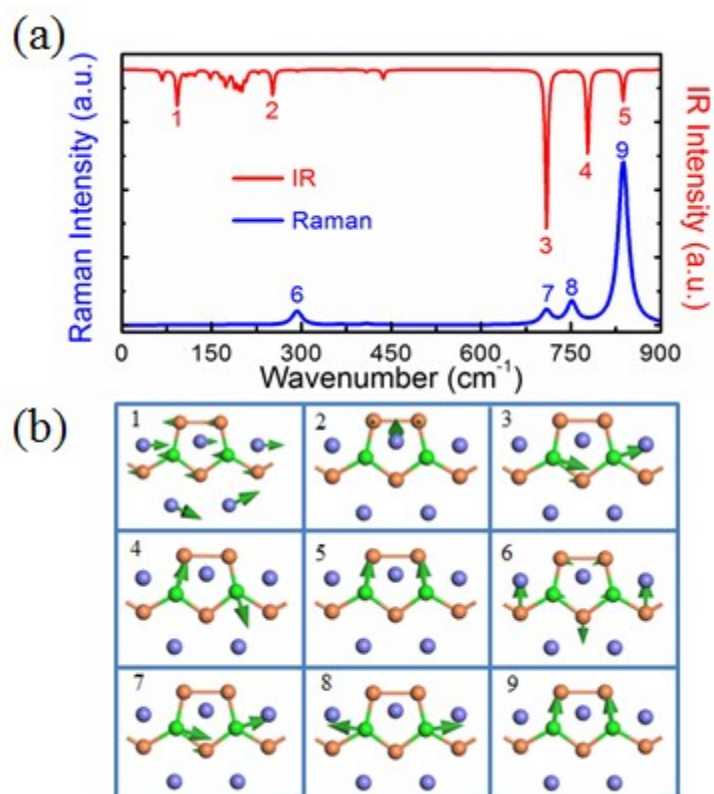 (a)
Raman Intensity (a.u.)
IR Intensity (a.u.)
1
2
3
4
5
9
IR
Raman
6
7
8
0 150 300 450 600 750 900
Wavenumber (cm-1)
(b)
1 2 3
4 5 6
7 8 9